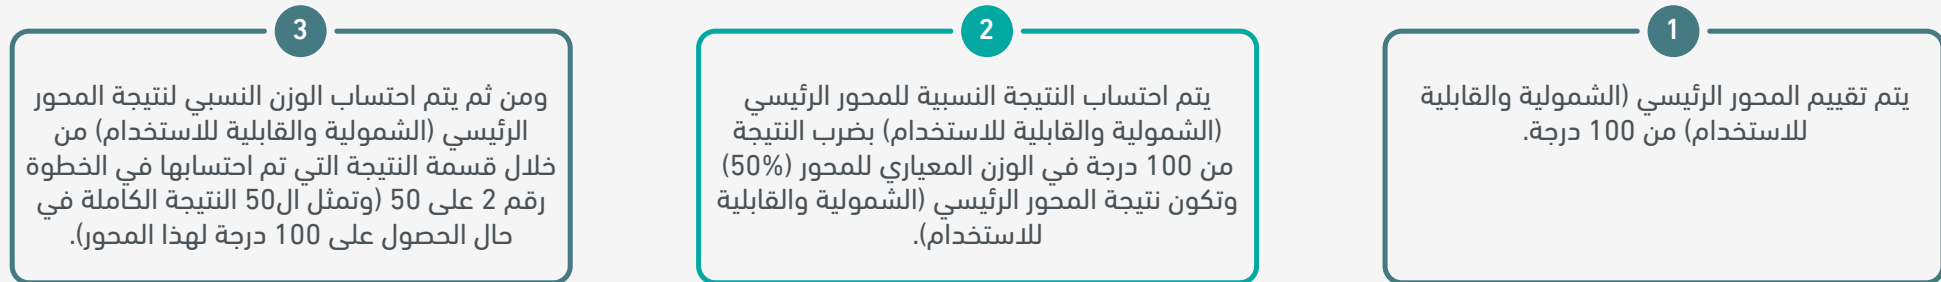 1
يتم تقييم المحور الرئيسي (الشمولية والقابلية
للاستخدام) من 100 درجة.
2
يتم احتساب النتيجة النسبية للمحور الرئيسي
(الشمولية والقابلية للاستخدام) بضرب النتيجة
من 100 درجة في الوزن المعياري للمحور (50%)
وتكون نتيجة المحور الرئيسي (الشمولية والقابلية
للاستخدام).
3
ومن ثم يتم احتساب الوزن النسبي لنتيجة المحور
الرئيسي (الشمولية والقابلية للاستخدام) من
خلال قسمة النتيجة التي تم احتسابها في الخطوة
رقم 2 على 50 (وتمثل ال50 النتيجة الكاملة في
حال الحصول على 100 درجة لهذا المحور).